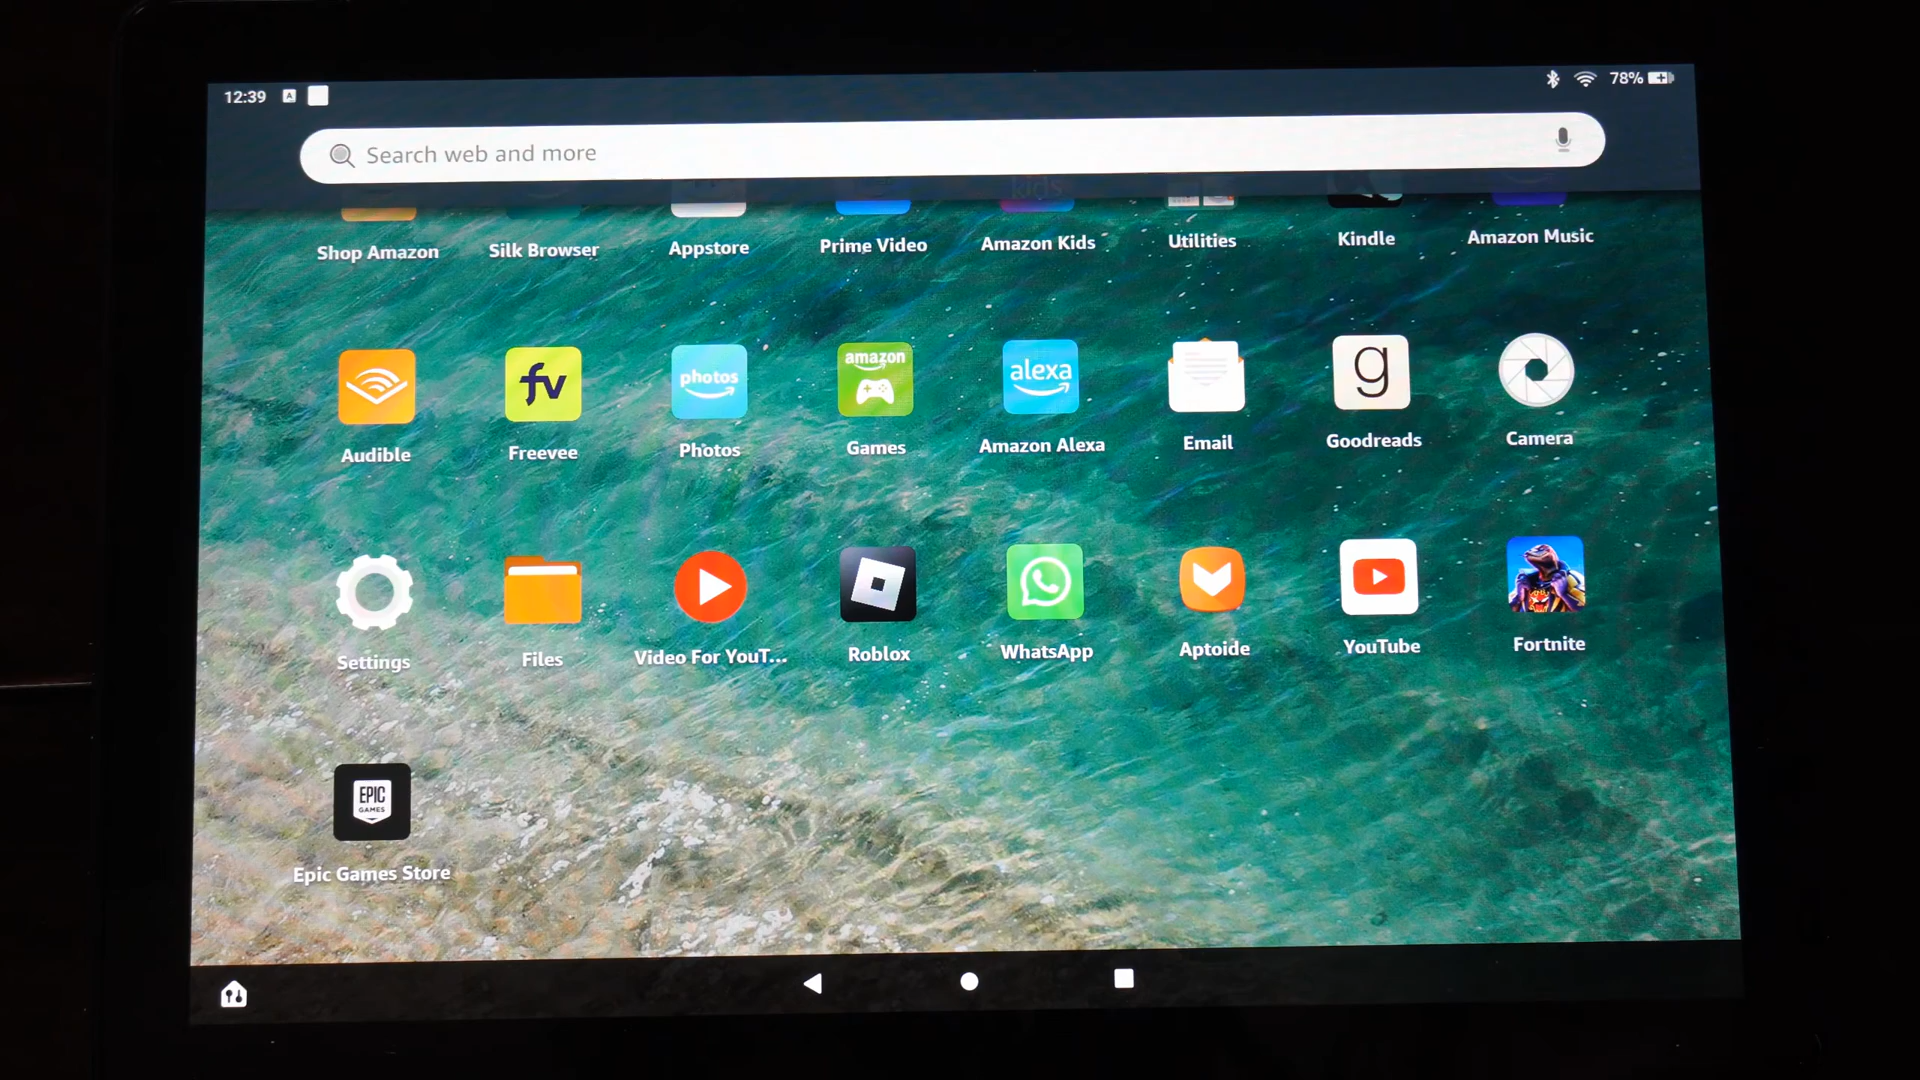 12:39 A 78%
Search web and more
kids
Shop Amazon Silk Browser Appstore Prime Video Amazon Kids Utilities Kindle Amazon Music
fv photos amazon alexa g
Audible Freevee Photos Games Amazon Alexa Email Goodreads Camera
Settings Files Video For YouT... Roblox WhatsApp Aptoide YouTube Fortnite
EPIC
GAMES
Epic Games Store